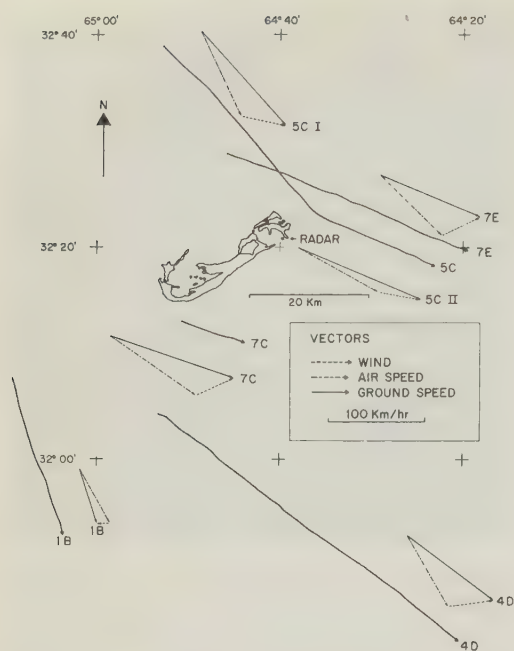 65° 00'
64° 40'
64° 20'
32° 40'
N
5C I
7E
32° 20'
RADAR
7E
5C
20 Km
5C II
7C
VECTORS
WIND
AIR SPEED
GROUND SPEED
100 Km/hr
7C
32° 00'
1B
1B
4D
4D